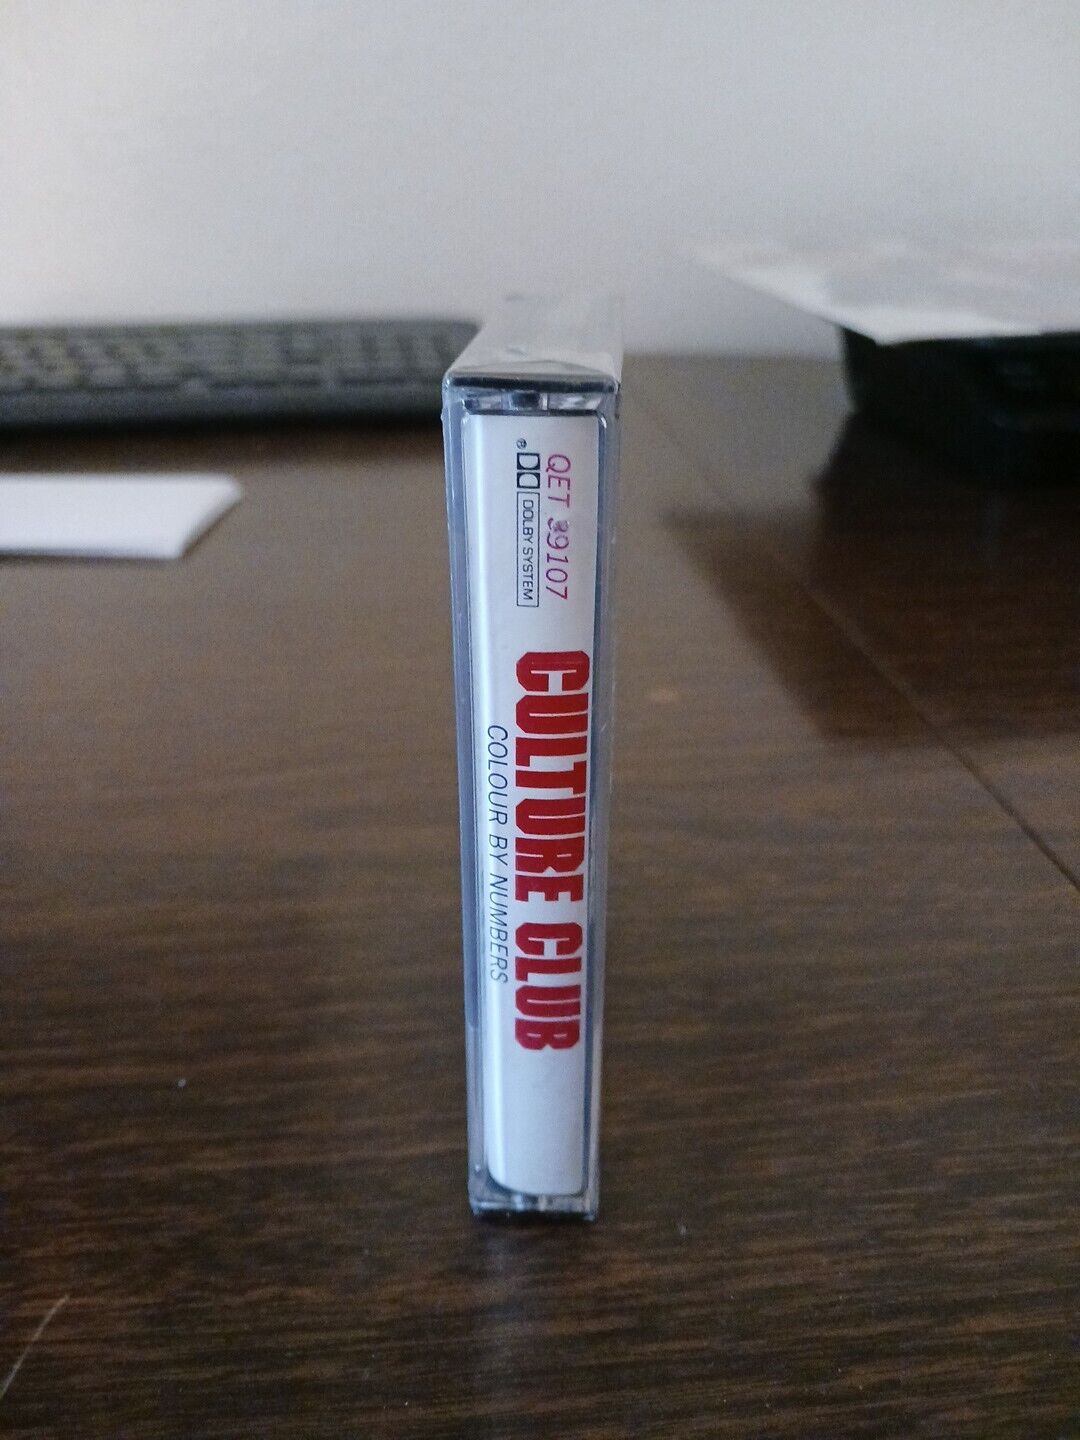 QET 39107
® DOLBY SYSTEM
CULTURE CLUB
COLOUR BY NUMBERS